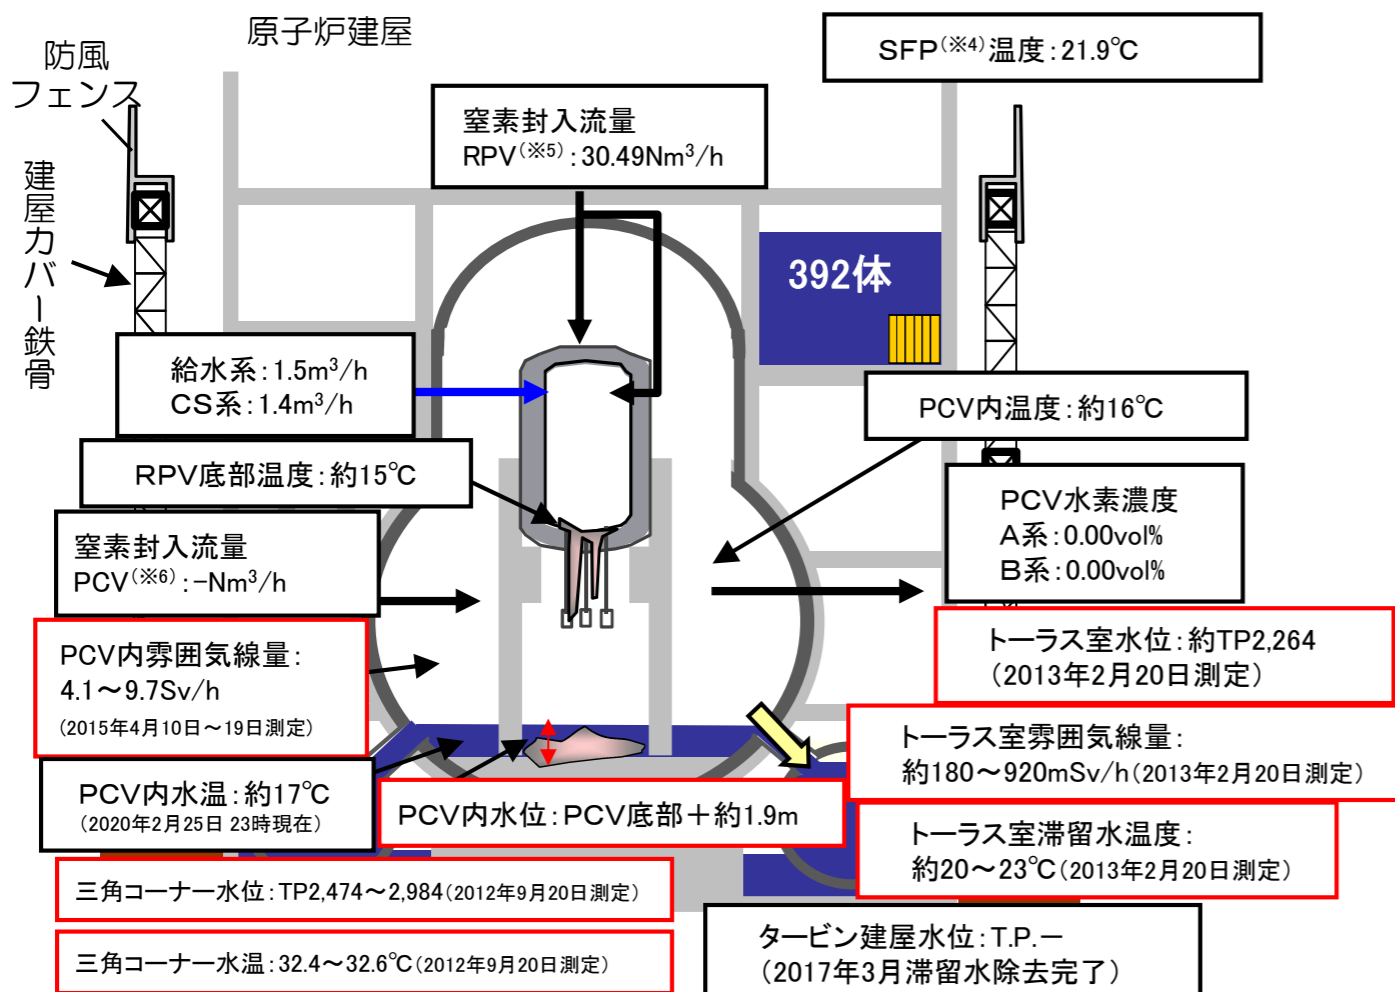 原子炉建屋
防風
フェンス
建屋カバー鉄骨
SFP(※4)温度:21.9℃
窒素封入流量
RPV(※5):30.49Nm³/h
392体
給水系:1.5m³/h
CS系:1.4m³/h
PCV内温度:約16℃
RPV底部温度:約15℃
PCV水素濃度
A系:0.00vol%
B系:0.00vol%
窒素封入流量
PCV(※6):-Nm³/h
PCV内雰囲気線量:
4.1~9.7Sv/h
(2015年4月10日~19日測定)
トーラス室水位:約TP2,264
(2013年2月20日測定)
トーラス室雰囲気線量:
約180~920mSv/h(2013年2月20日測定)
PCV内水温:約17℃
(2020年2月25日 23時現在)
PCV内水位:PCV底部+約1.9m
トーラス室滞留水温度:
約20~23℃(2013年2月20日測定)
三角コーナー水位:TP2,474~2,984(2012年9月20日測定)
三角コーナー水温:32.4~32.6℃(2012年9月20日測定)
タービン建屋水位:T.P.-
(2017年3月滞留水除去完了)